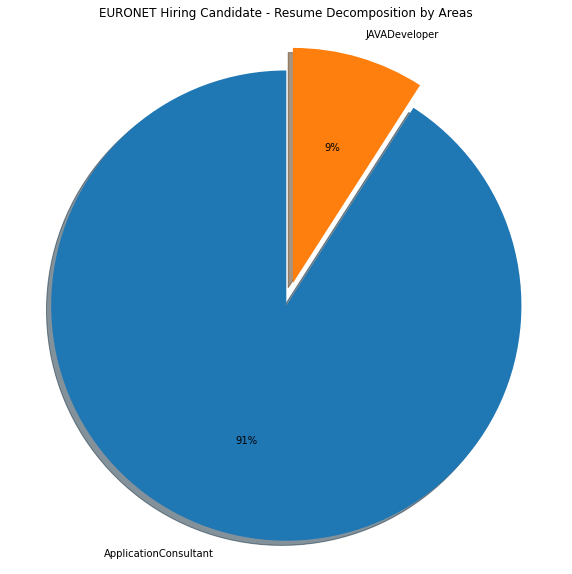 EURONET Hiring Candidate - Resume Decomposition by Areas
JAVADeveloper
9%
91%
ApplicationConsultant